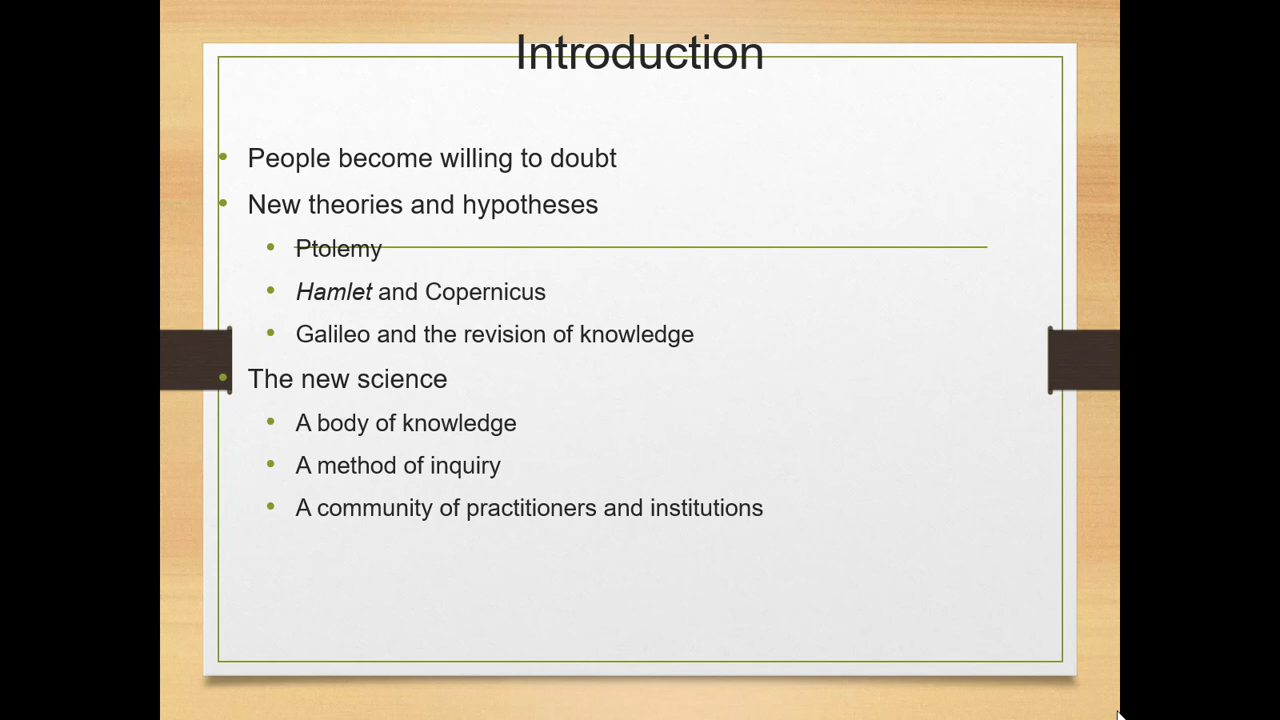 Introduction
• People become willing to doubt
• New theories and hypotheses
• Ptolemy
• Hamlet and Copernicus
• Galileo and the revision of knowledge
• The new science
• A body of knowledge
• A method of inquiry
• A community of practitioners and institutions